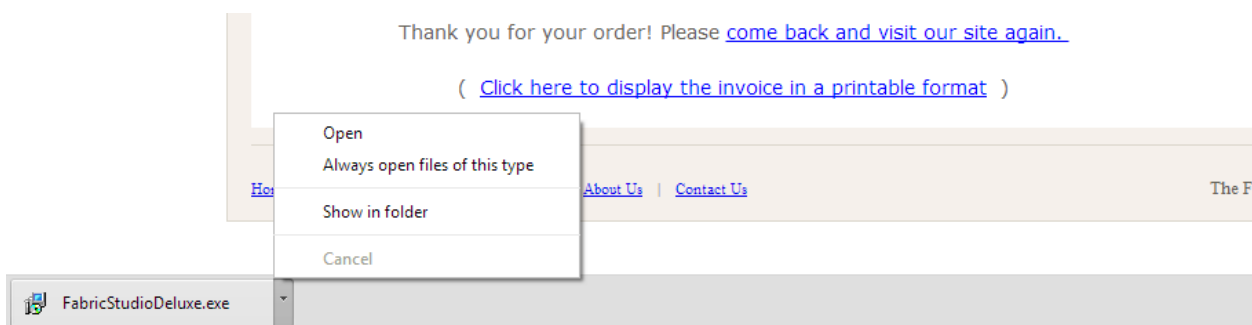 Thank you for your order! Please come back and visit our site again.
( Click here to display the invoice in a printable format )
Open
Always open files of this type
Show in folder
Cancel
About Us | Contact Us
The
FabricStudioDeluxe.exe